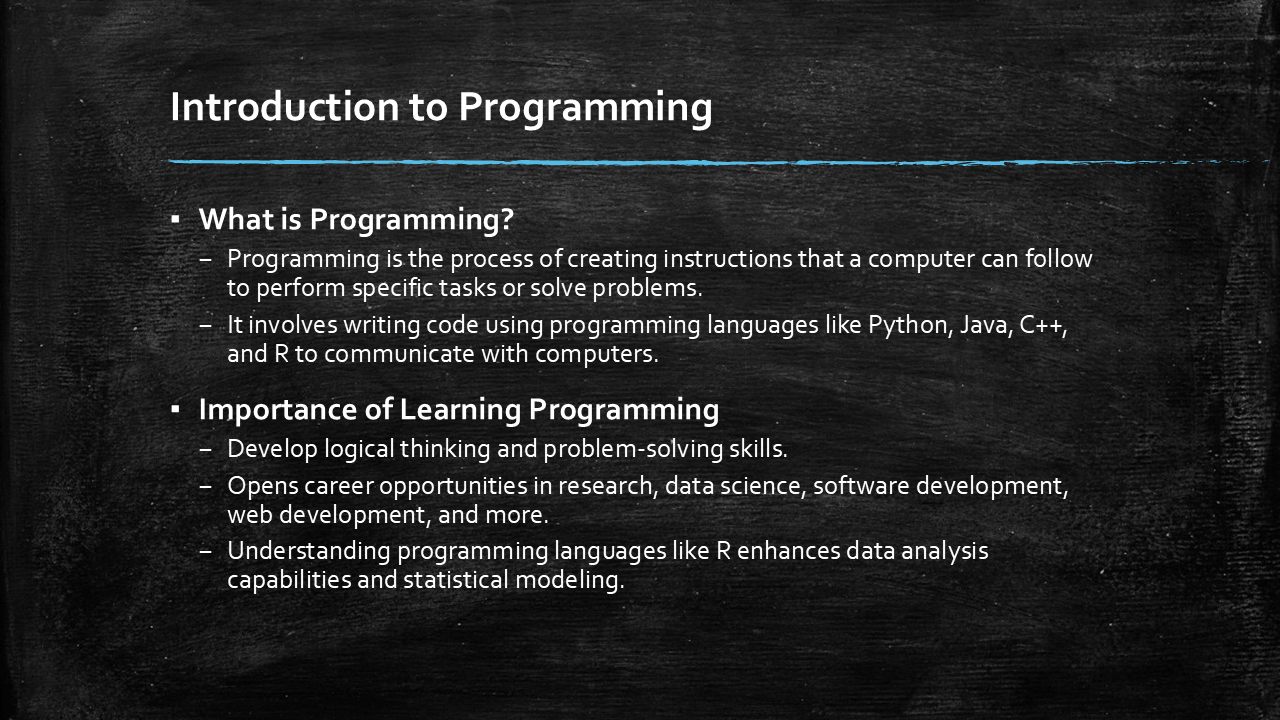 Introduction to Programming
▪ What is Programming?
– Programming is the process of creating instructions that a computer can follow
to perform specific tasks or solve problems.
– It involves writing code using programming languages like Python, Java, C++,
and R to communicate with computers.
▪ Importance of Learning Programming
– Develop logical thinking and problem-solving skills.
– Opens career opportunities in research, data science, software development,
web development, and more.
– Understanding programming languages like R enhances data analysis
capabilities and statistical modeling.